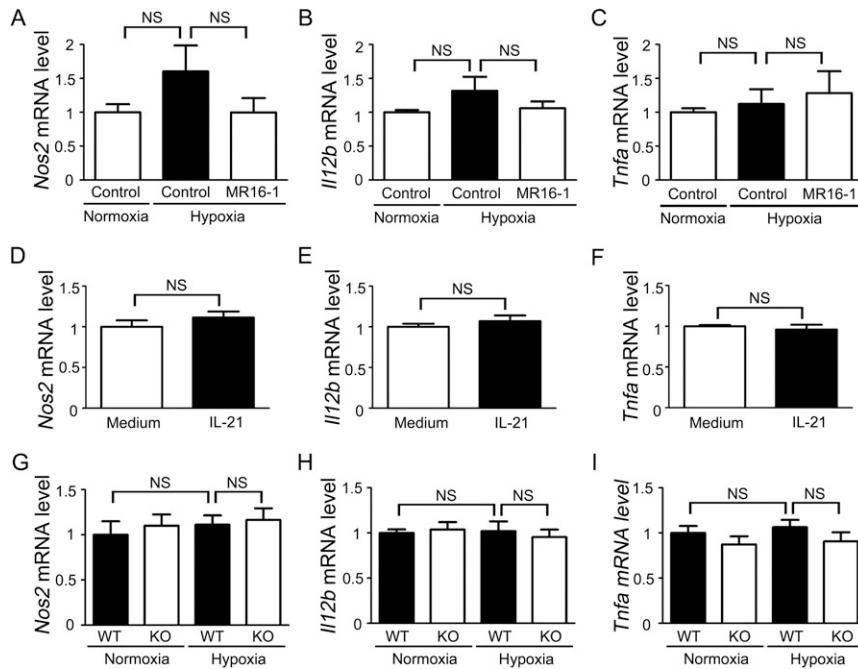 A
NS NS
Nos2 mRNA level
2
1.5
1
0.5
0
Control Control MR16-1
Normoxia Hypoxia
B
NS NS
Il12b mRNA level
2
1.5
1
0.5
0
Control Control MR16-1
Normoxia Hypoxia
C
NS NS
Tnfa mRNA level
2
1.5
1
0.5
0
Control Control MR16-1
Normoxia Hypoxia
D
NS
Nos2 mRNA level
1.5
1
0.5
0
Medium IL-21
E
NS
Il12b mRNA level
1.5
1
0.5
0
Medium IL-21
F
NS
Tnfa mRNA level
1.5
1
0.5
0
Medium IL-21
G
NS NS
Nos2 mRNA level
1.5
1
0.5
0
WT KO WT KO
Normoxia Hypoxia
H
NS NS
Il12b mRNA level
1.5
1
0.5
0
WT KO WT KO
Normoxia Hypoxia
I
NS NS
Tnfa mRNA level
1.5
1
0.5
0
WT KO WT KO
Normoxia Hypoxia